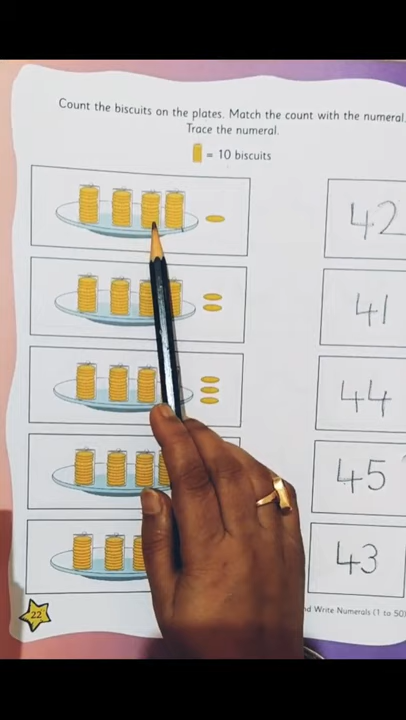 Count the biscuits on the plates. Match the count with the numeral.
Trace the numeral.
= 10 biscuits
42
41
44
45
43
22
Write Numerals (1 to 50)